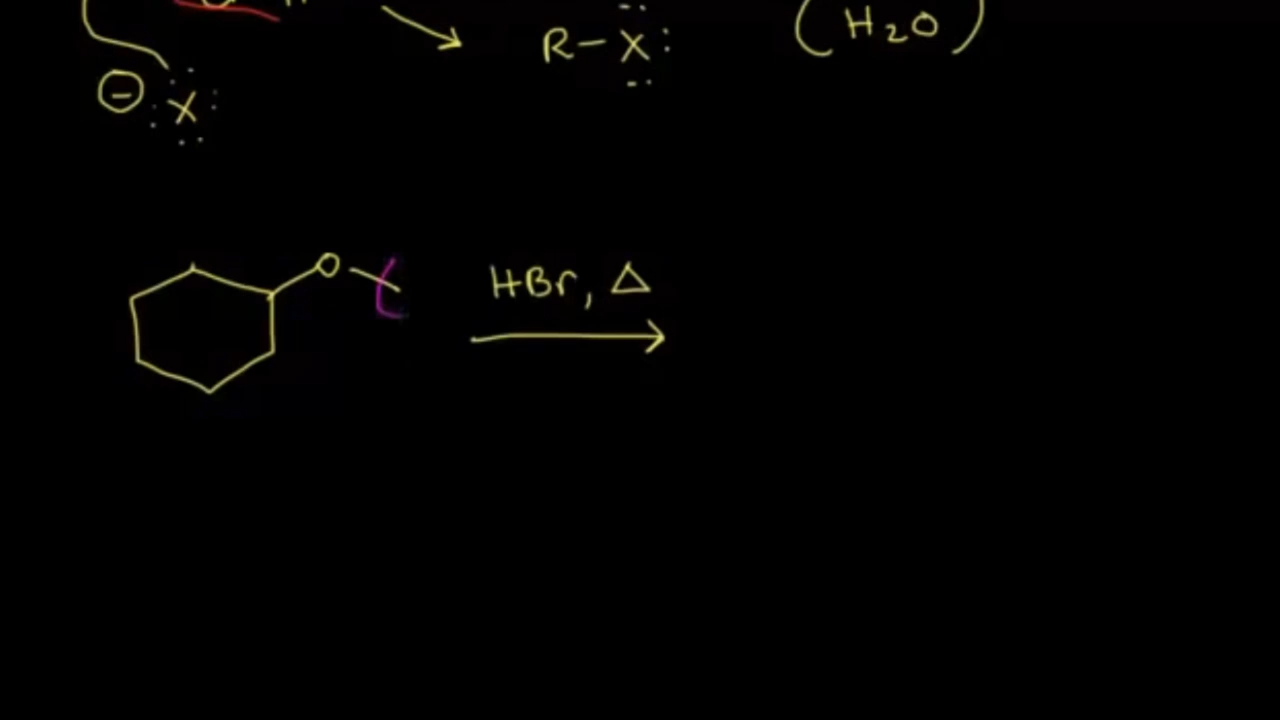 R–X: (H₂O)
⊖ :X:
O
HBr, △